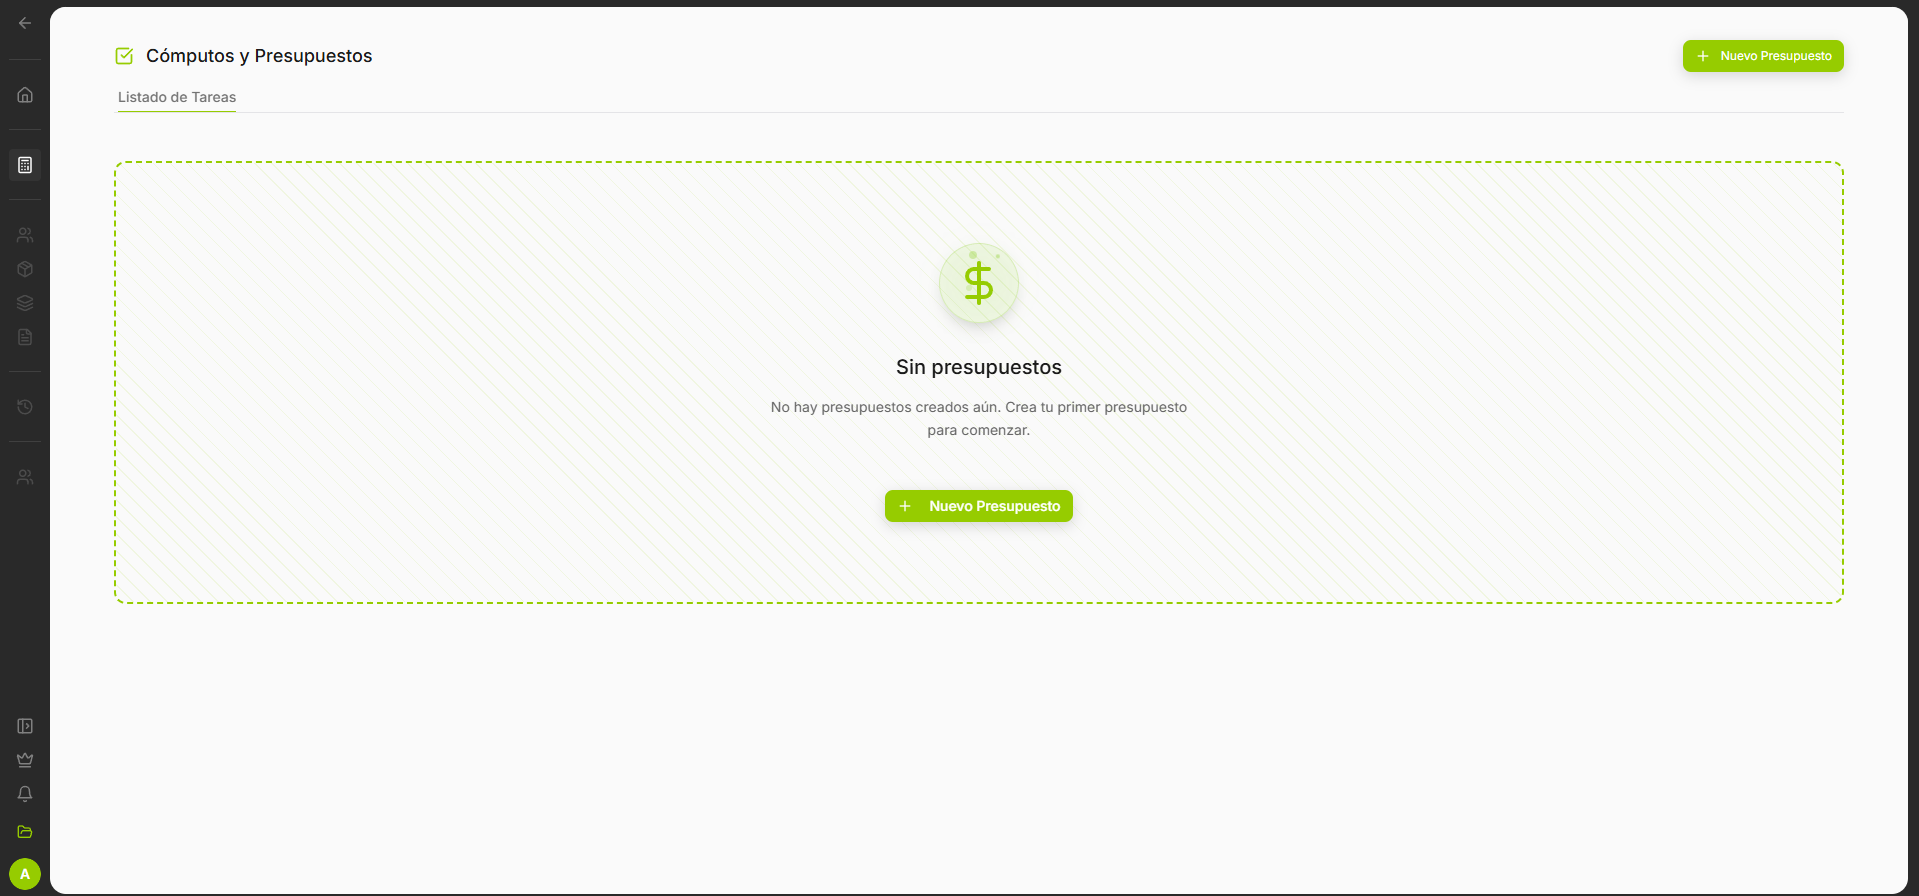 Cómputos y Presupuestos
Nuevo Presupuesto
Listado de Tareas
$
Sin presupuestos
No hay presupuestos creados aún. Crea tu primer presupuesto
para comenzar.
Nuevo Presupuesto
A